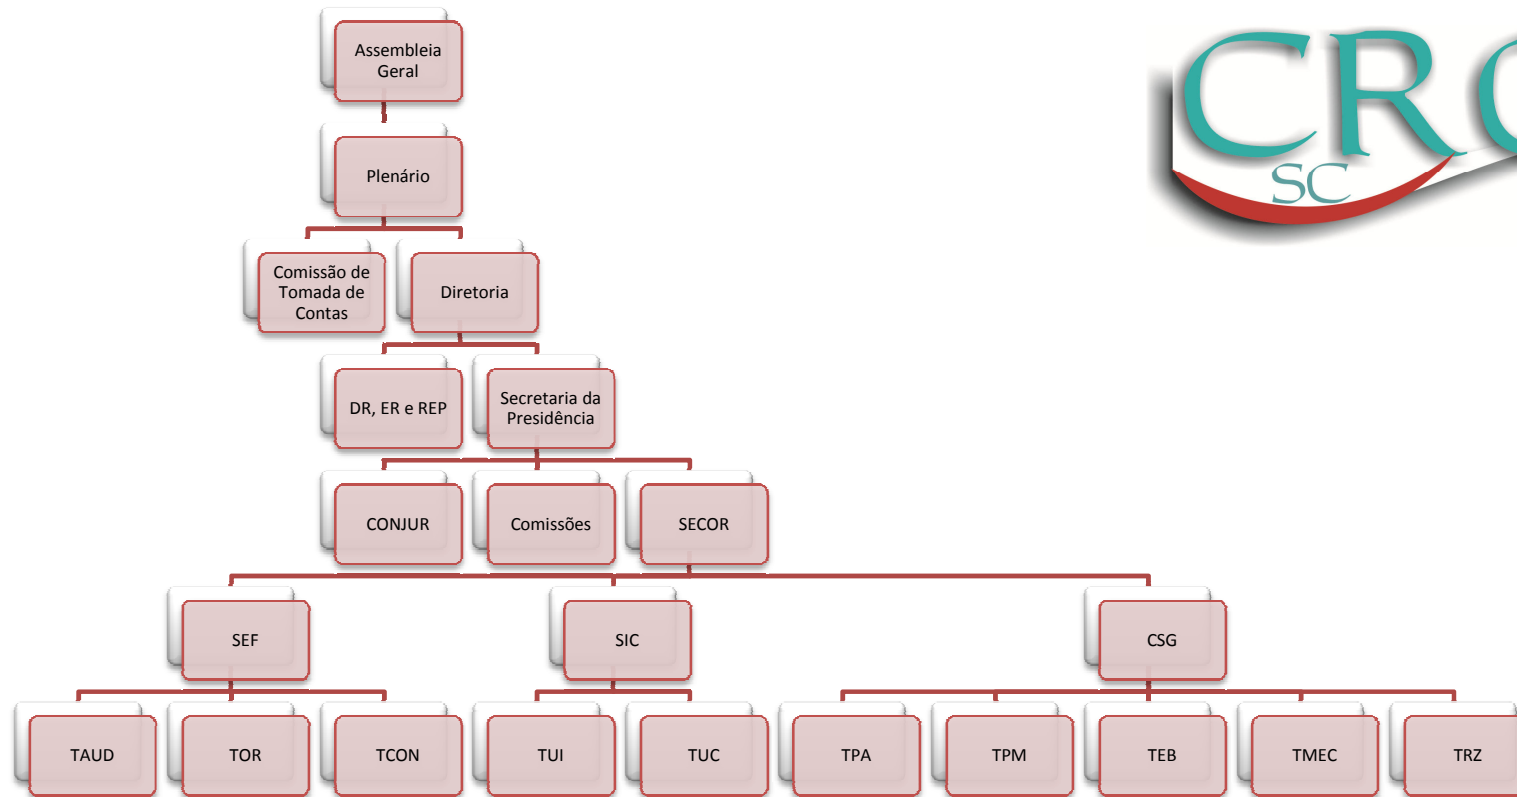 Assembleia
Geral
CRO
SC
Plenário
Comissão de
Tomada de
Contas
Diretoria
DR, ER e REP
Secretaria da
Presidência
CONJUR
Comissões
SECOR
SEF
SIC
CSG
TAUD
TOR
TCON
TUI
TUC
TPA
TPM
TEB
TMEC
TRZ